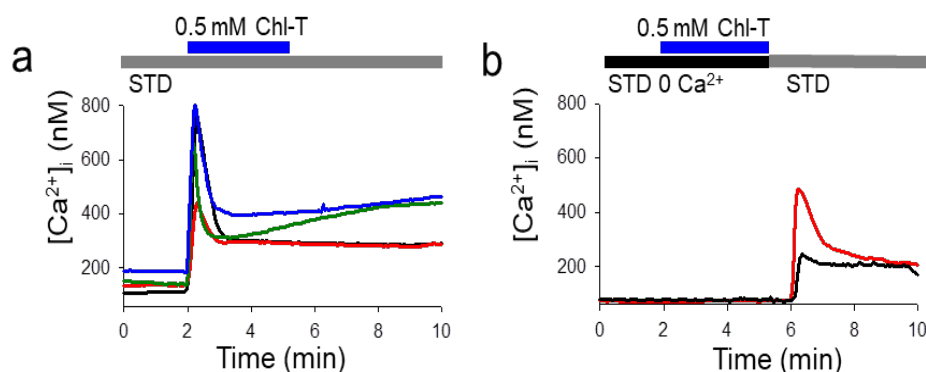 a
0.5 mM Chl-T
STD
[Ca²⁺]ᵢ (nM)
800
600
400
200
0 2 4 6 8 10
Time (min)
b
0.5 mM Chl-T
STD 0 Ca²⁺ STD
[Ca²⁺]ᵢ (nM)
800
600
400
200
0 2 4 6 8 10
Time (min)